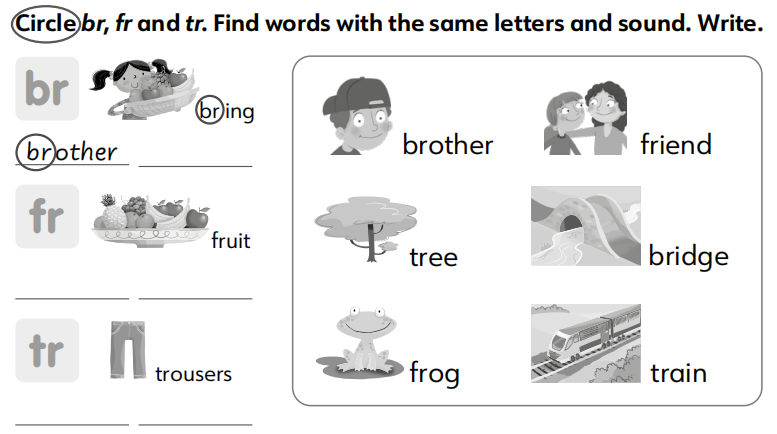 Circle br, fr and tr. Find words with the same letters and sound. Write.
br
bring
brother
fr
fruit
tr
trousers
brother
friend
tree
bridge
frog
train